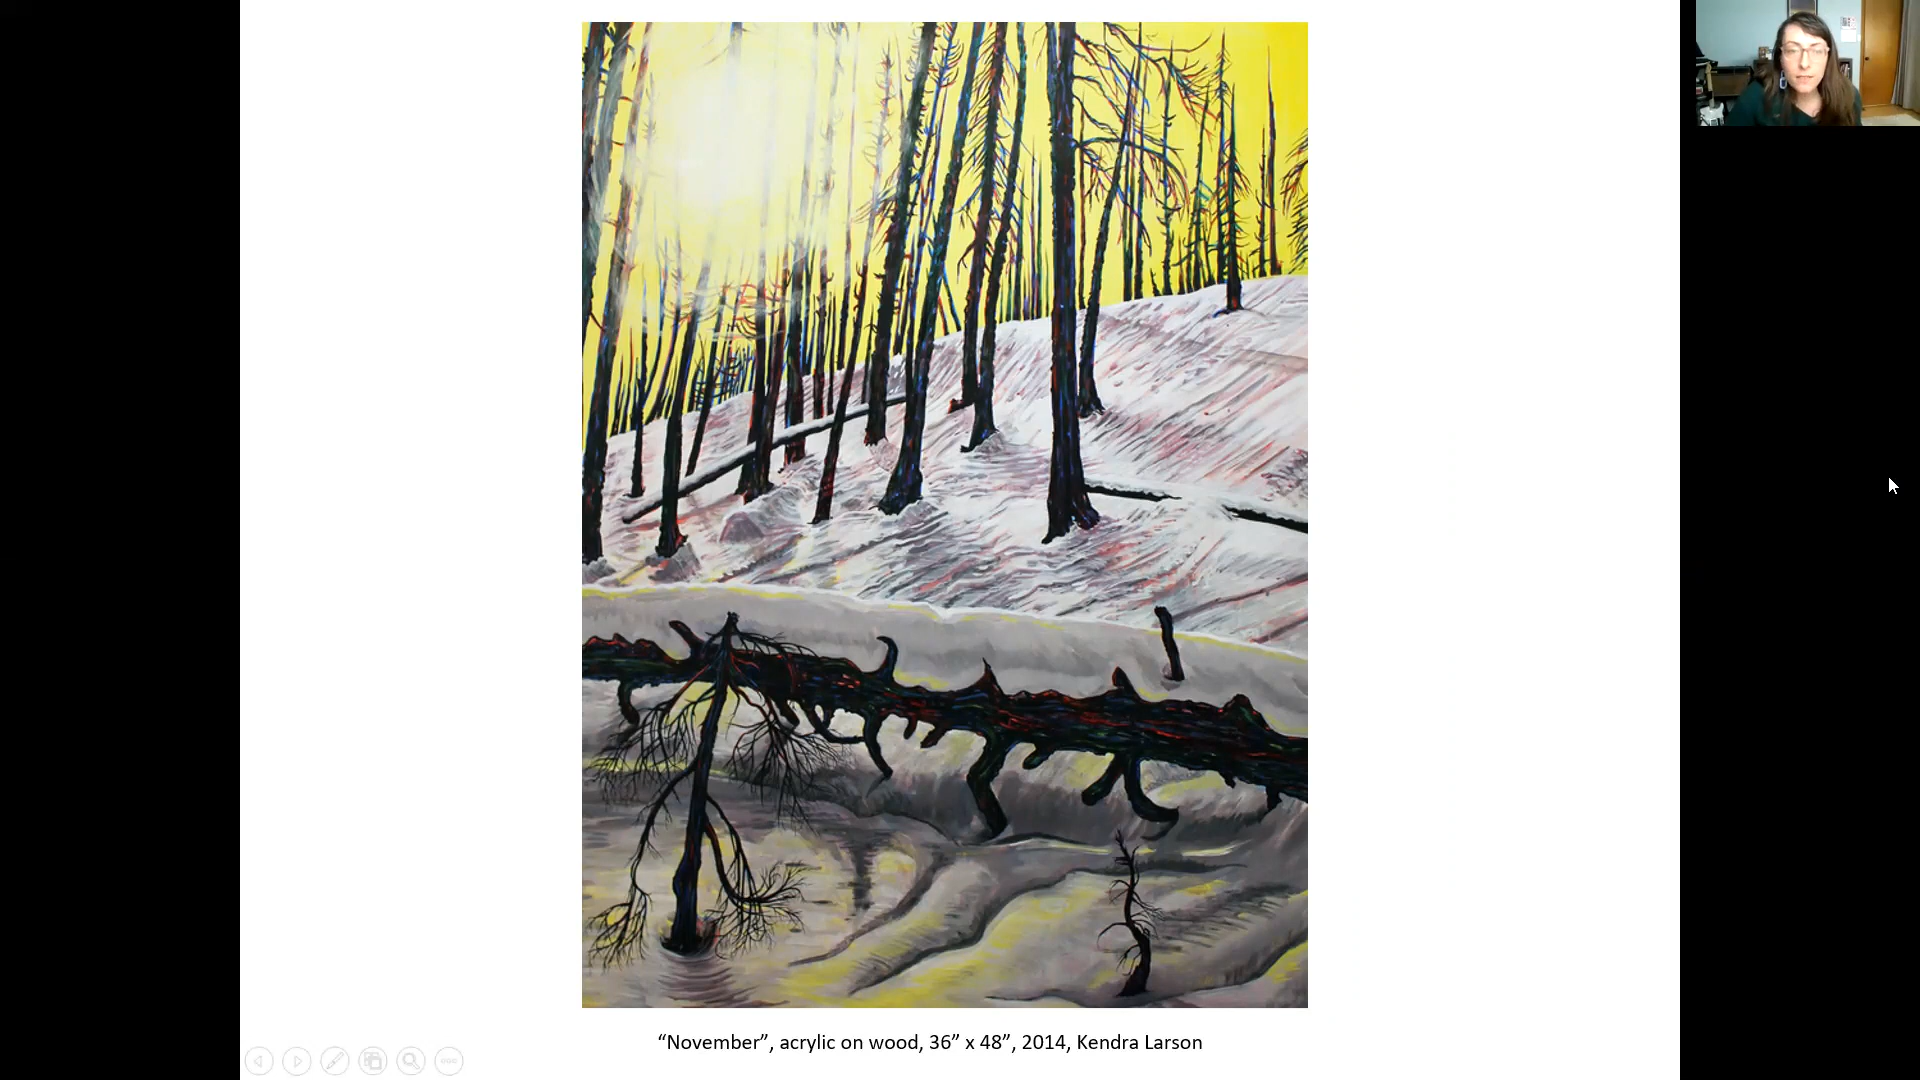 “November”, acrylic on wood, 36” x 48”, 2014, Kendra Larson